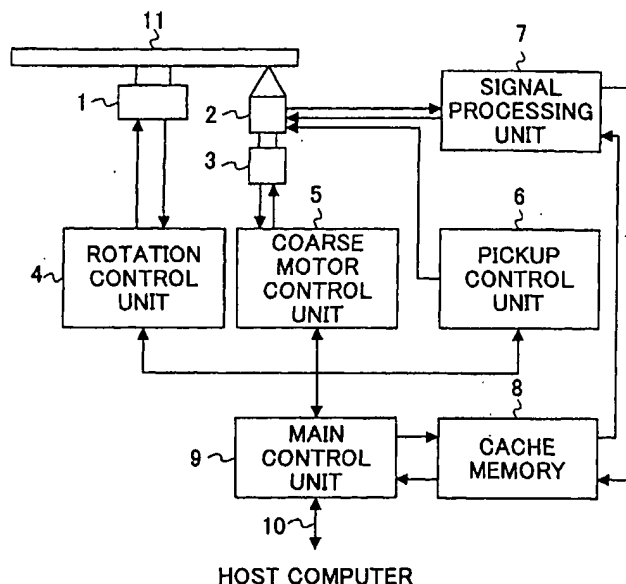 11
1
2
3
7
SIGNAL
PROCESSING
UNIT
4
ROTATION
CONTROL
UNIT
5
COARSE
MOTOR
CONTROL
UNIT
6
PICKUP
CONTROL
UNIT
9
MAIN
CONTROL
UNIT
8
CACHE
MEMORY
10
HOST COMPUTER